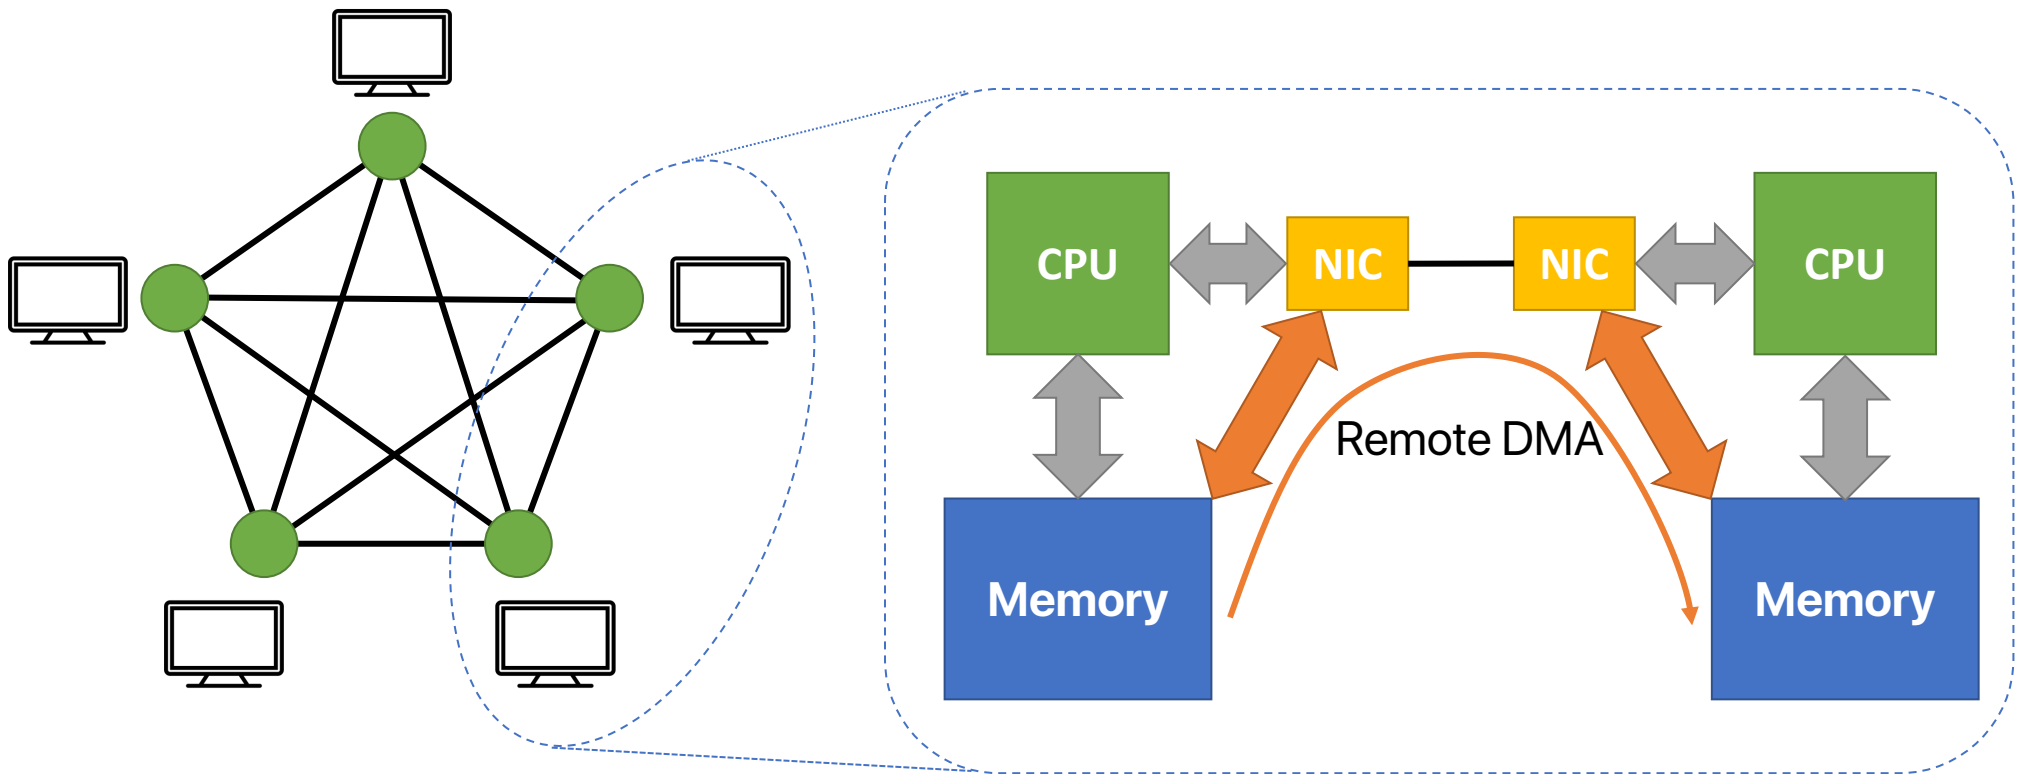 CPU
NIC
NIC
CPU
Remote DMA
Memory
Memory